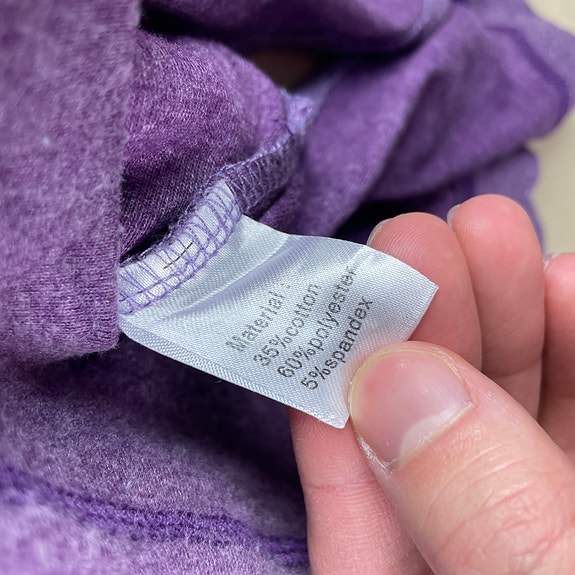 Material:
35%cotton
60%polyester
5%spandex